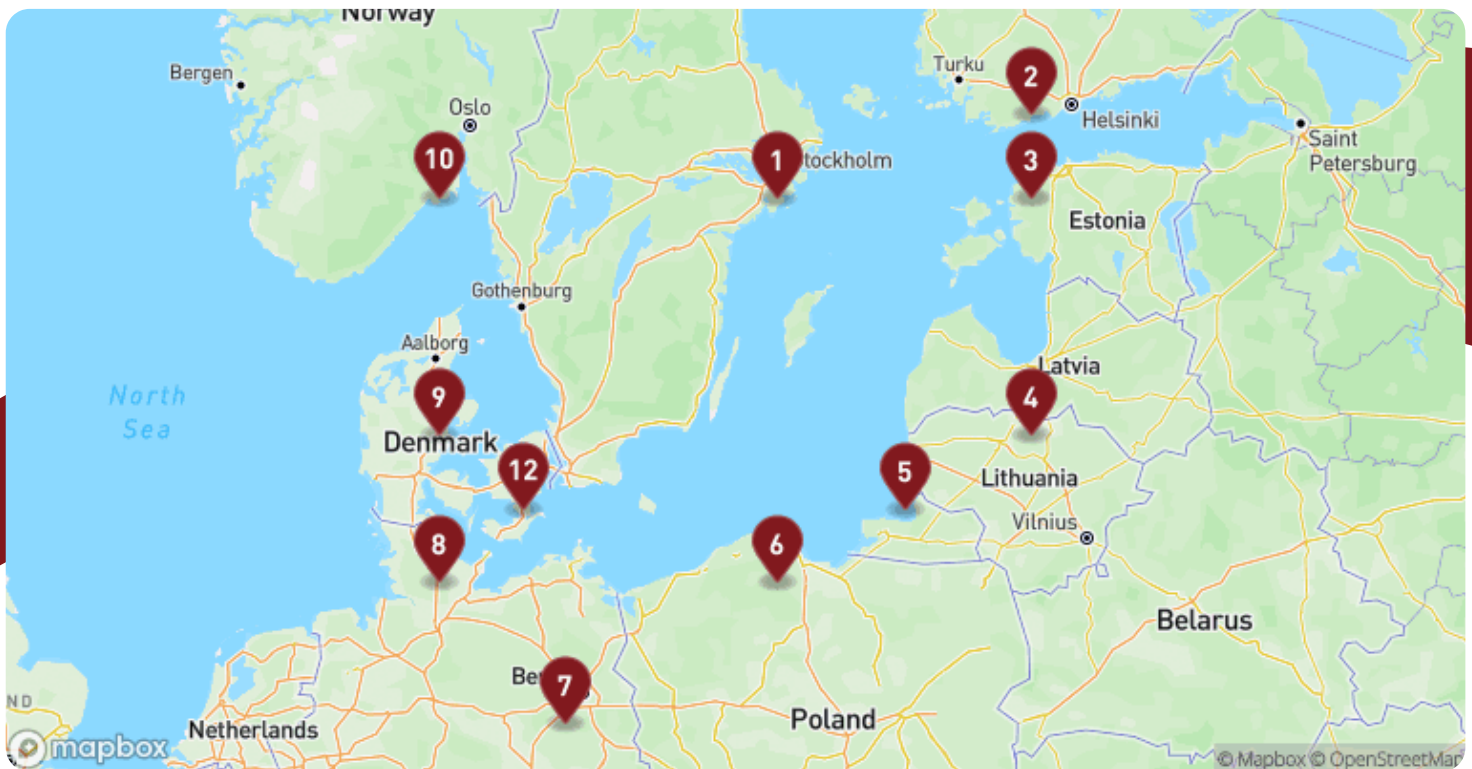 Norway
Bergen
Turku
2
Oslo
Helsinki
Saint
Petersburg
10
1
tockholm
3
Estonia
Gothenburg
Aalborg
Latvia
North
Sea
9
4
Denmark
12
5
Lithuania
Vilnius
8
6
Belarus
Be
7
ND
Netherlands
Poland
mapbox
© Mapbox © OpenStreetMap